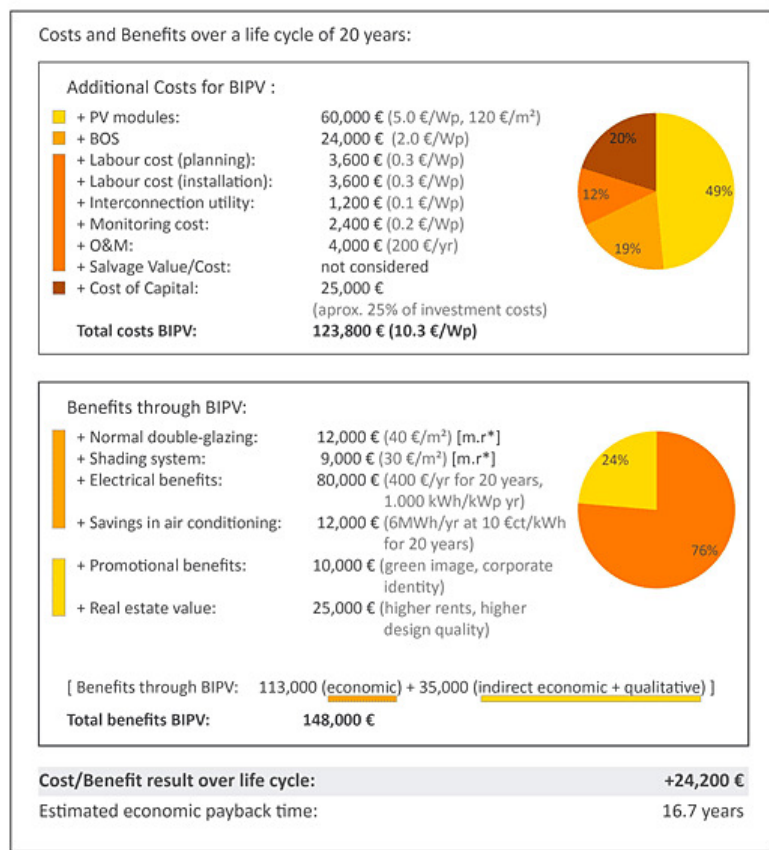 Costs and Benefits over a life cycle of 20 years:
Additional Costs for BIPV :
+ PV modules: 60,000 € (5.0 €/Wp, 120 €/m²)
+ BOS 24,000 € (2.0 €/Wp)
+ Labour cost (planning): 3,600 € (0.3 €/Wp)
+ Labour cost (installation): 3,600 € (0.3 €/Wp)
+ Interconnection utility: 1,200 € (0.1 €/Wp)
+ Monitoring cost: 2,400 € (0.2 €/Wp)
+ O&M: 4,000 € (200 €/yr)
+ Salvage Value/Cost: not considered
+ Cost of Capital: 25,000 €
(aprox. 25% of investment costs)
Total costs BIPV: 123,800 € (10.3 €/Wp)
20%
49%
12%
19%
Benefits through BIPV:
+ Normal double-glazing: 12,000 € (40 €/m²) [m.r*]
+ Shading system: 9,000 € (30 €/m²) [m.r*]
+ Electrical benefits: 80,000 € (400 €/yr for 20 years,
1.000 kWh/kWp yr)
+ Savings in air conditioning: 12,000 € (6MWh/yr at 10 €ct/kWh
for 20 years)
+ Promotional benefits: 10,000 € (green image, corporate
identity)
+ Real estate value: 25,000 € (higher rents, higher
design quality)
24%
76%
[ Benefits through BIPV: 113,000 (economic) + 35,000 (indirect economic + qualitative) ]
Total benefits BIPV: 148,000 €
Cost/Benefit result over life cycle: +24,200 €
Estimated economic payback time: 16.7 years